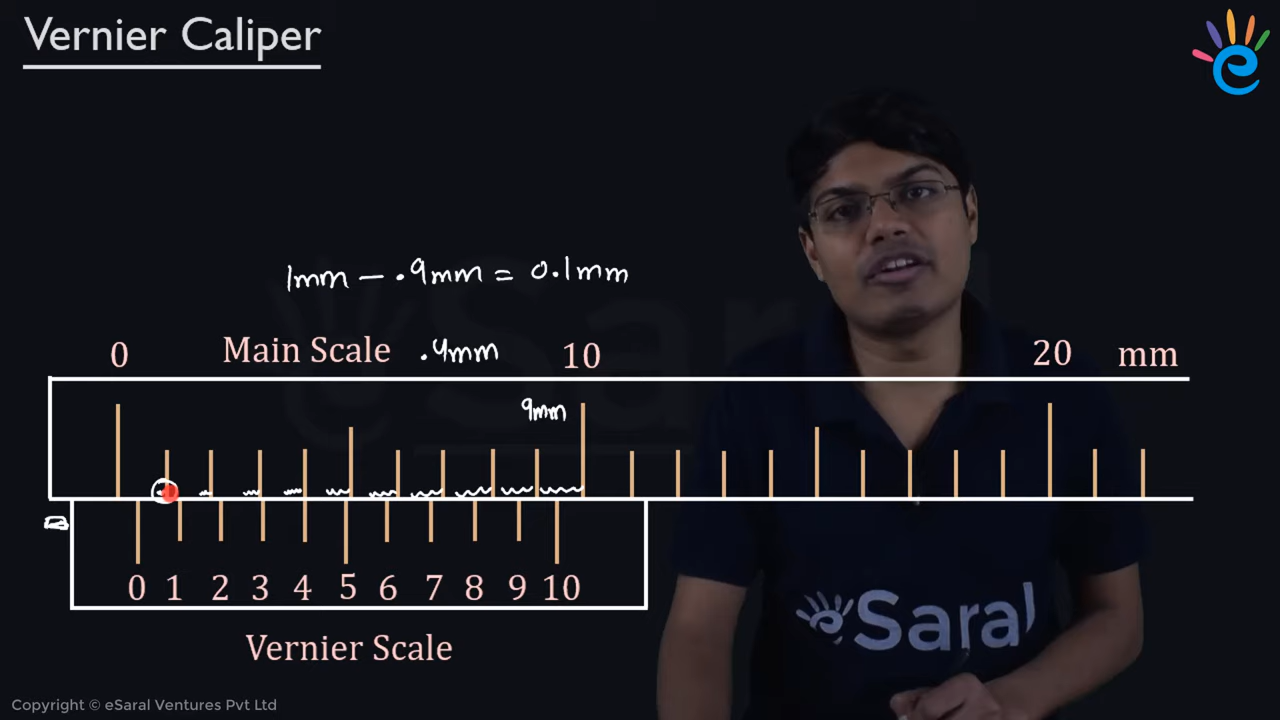 Vernier Caliper
1mm - .9mm = 0.1mm
0 Main Scale .4mm 10 20 mm
9mm
0 1 2 3 4 5 6 7 8 9 10
Vernier Scale
eSaral
eSaral
Copyright © eSaral Ventures Pvt Ltd